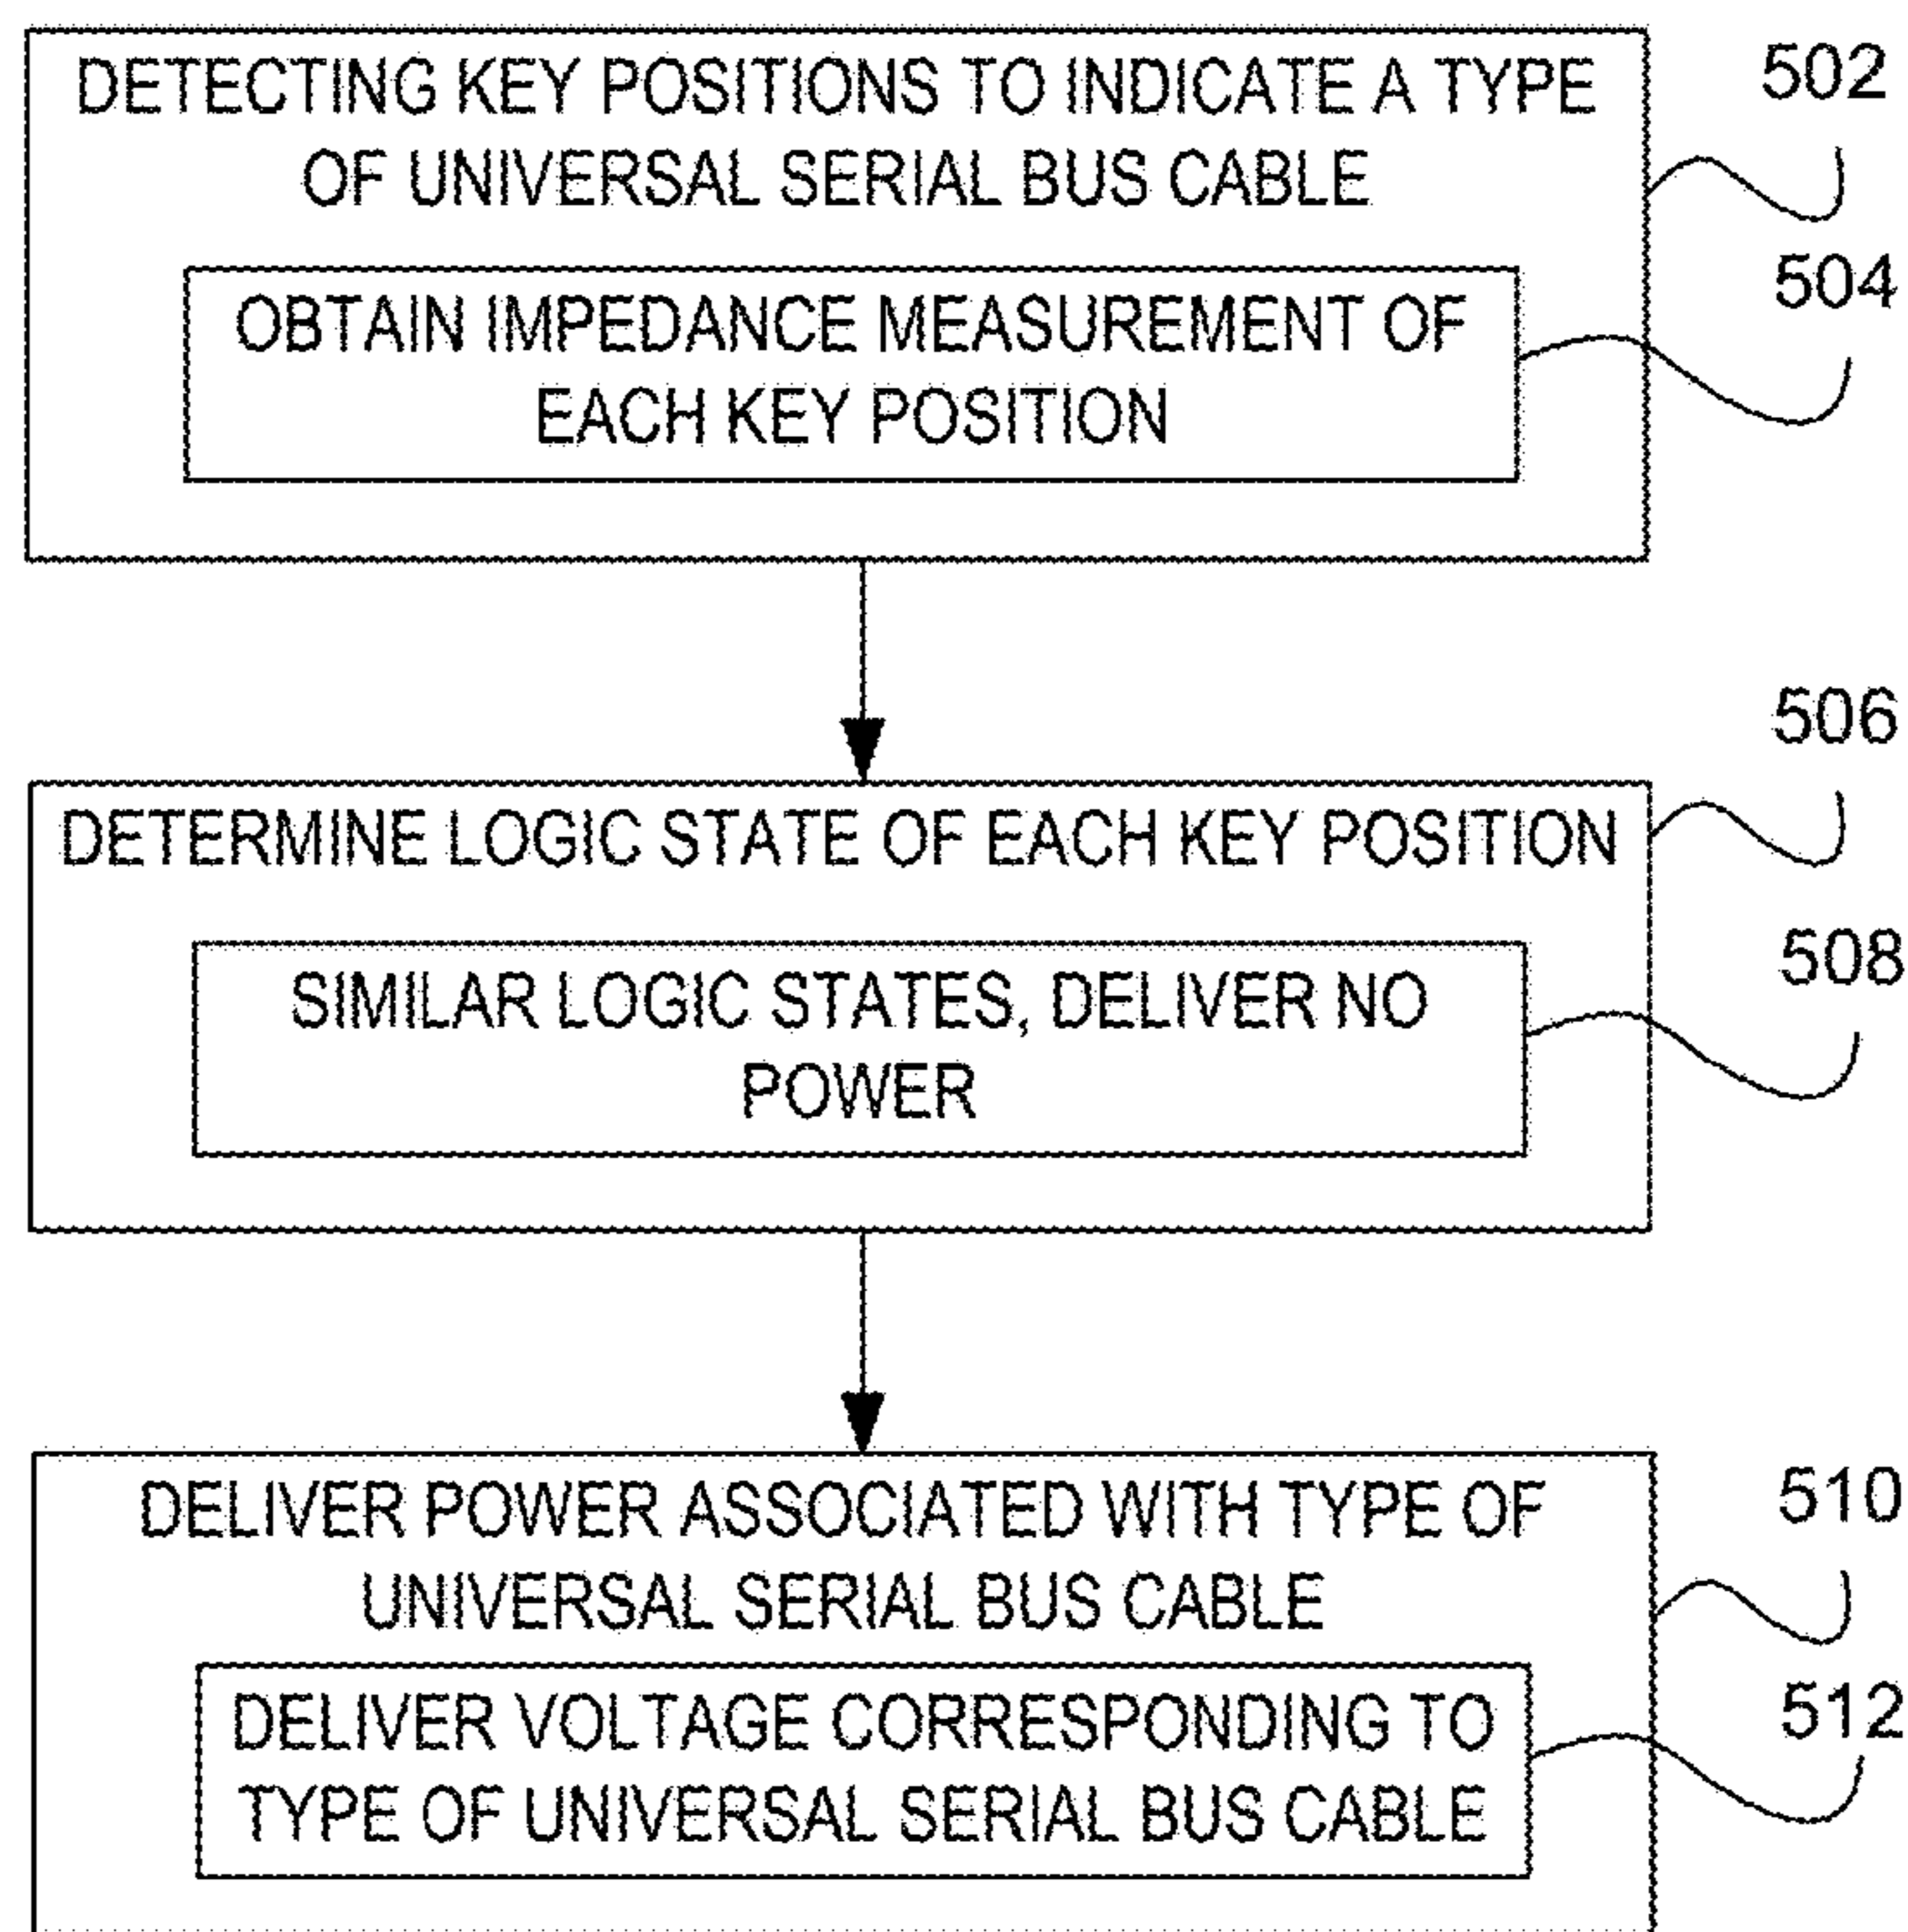 DETECTING KEY POSITIONS TO INDICATE A TYPE
OF UNIVERSAL SERIAL BUS CABLE
502
OBTAIN IMPEDANCE MEASUREMENT OF
EACH KEY POSITION
504
DETERMINE LOGIC STATE OF EACH KEY POSITION
506
SIMILAR LOGIC STATES, DELIVER NO
POWER
508
DELIVER POWER ASSOCIATED WITH TYPE OF
UNIVERSAL SERIAL BUS CABLE
510
DELIVER VOLTAGE CORRESPONDING TO
TYPE OF UNIVERSAL SERIAL BUS CABLE
512